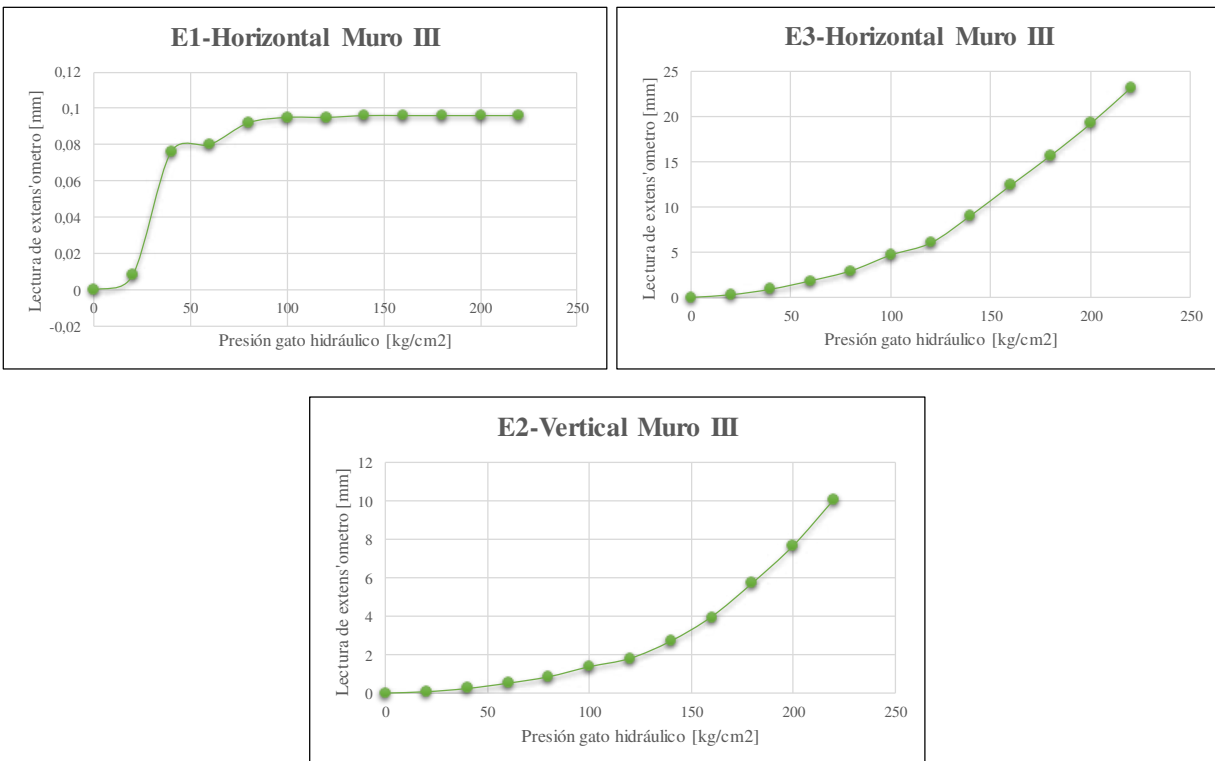 E1-Horizontal Muro III
Lectura de extens'ometro [mm]
0,12
0,1
0,08
0,06
0,04
0,02
0
-0,02
0 50 100 150 200 250
Presión gato hidráulico [kg/cm2]
E3-Horizontal Muro III
Lectura de extens'ometro [mm]
25
20
15
10
5
0
0 50 100 150 200 250
Presión gato hidráulico [kg/cm2]
E2-Vertical Muro III
Lectura de extens'ometro [mm]
12
10
8
6
4
2
0
0 50 100 150 200 250
Presión gato hidráulico [kg/cm2]